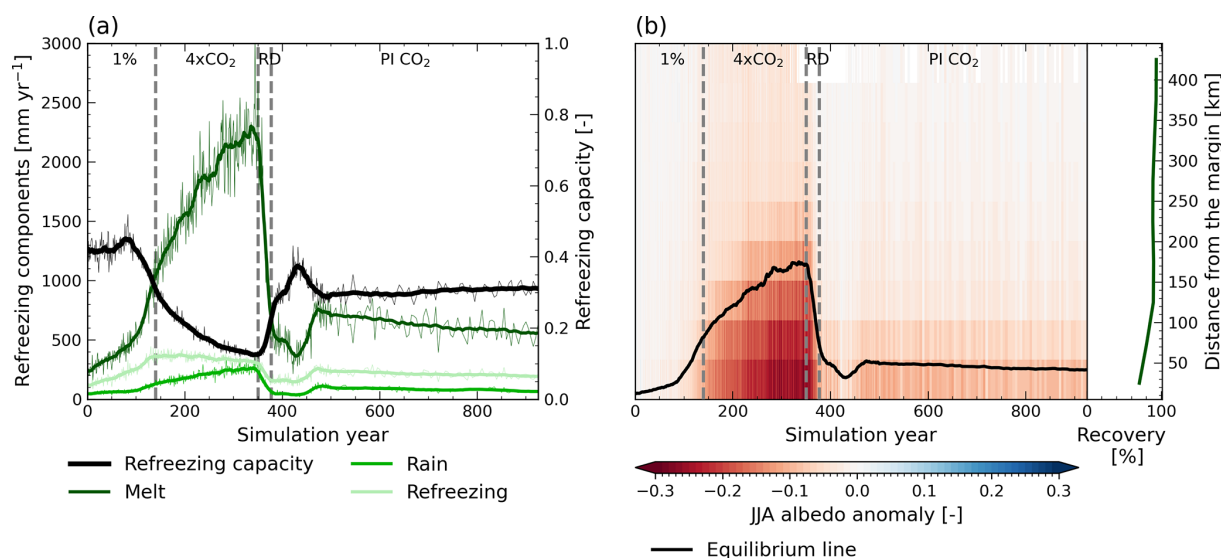 (a)
3000
2500
2000
1500
1000
500
0
Refreezing components [mm yr⁻¹]
1%
4xCO₂
RD
PI CO₂
1.0
0.8
0.6
0.4
0.2
0.0
Refreezing capacity [-]
0 200 400 600 800
Simulation year
Refreezing capacity
Melt
Rain
Refreezing
(b)
1%
4xCO₂
RD
PI CO₂
400
350
300
250
200
150
100
50
Distance from the margin [km]
0 200 400 600 800 0 100
Simulation year
Recovery
[%]
−0.3 −0.2 −0.1 0.0 0.1 0.2 0.3
JJA albedo anomaly [-]
Equilibrium line